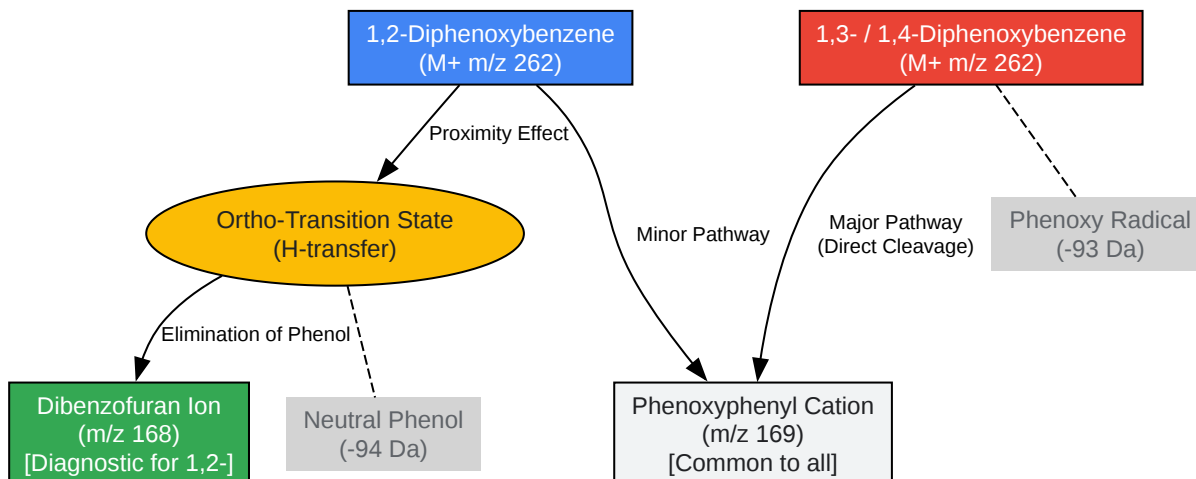 1,2-Diphenoxybenzene
(M+ m/z 262)
1,3- / 1,4-Diphenoxybenzene
(M+ m/z 262)
Proximity Effect
Ortho-Transition State
(H-transfer)
Minor Pathway
Major Pathway
(Direct Cleavage)
Phenoxy Radical
(-93 Da)
Elimination of Phenol
Dibenzofuran Ion
(m/z 168)
[Diagnostic for 1,2-]
Neutral Phenol
(-94 Da)
Phenoxyphenyl Cation
(m/z 169)
[Common to all]